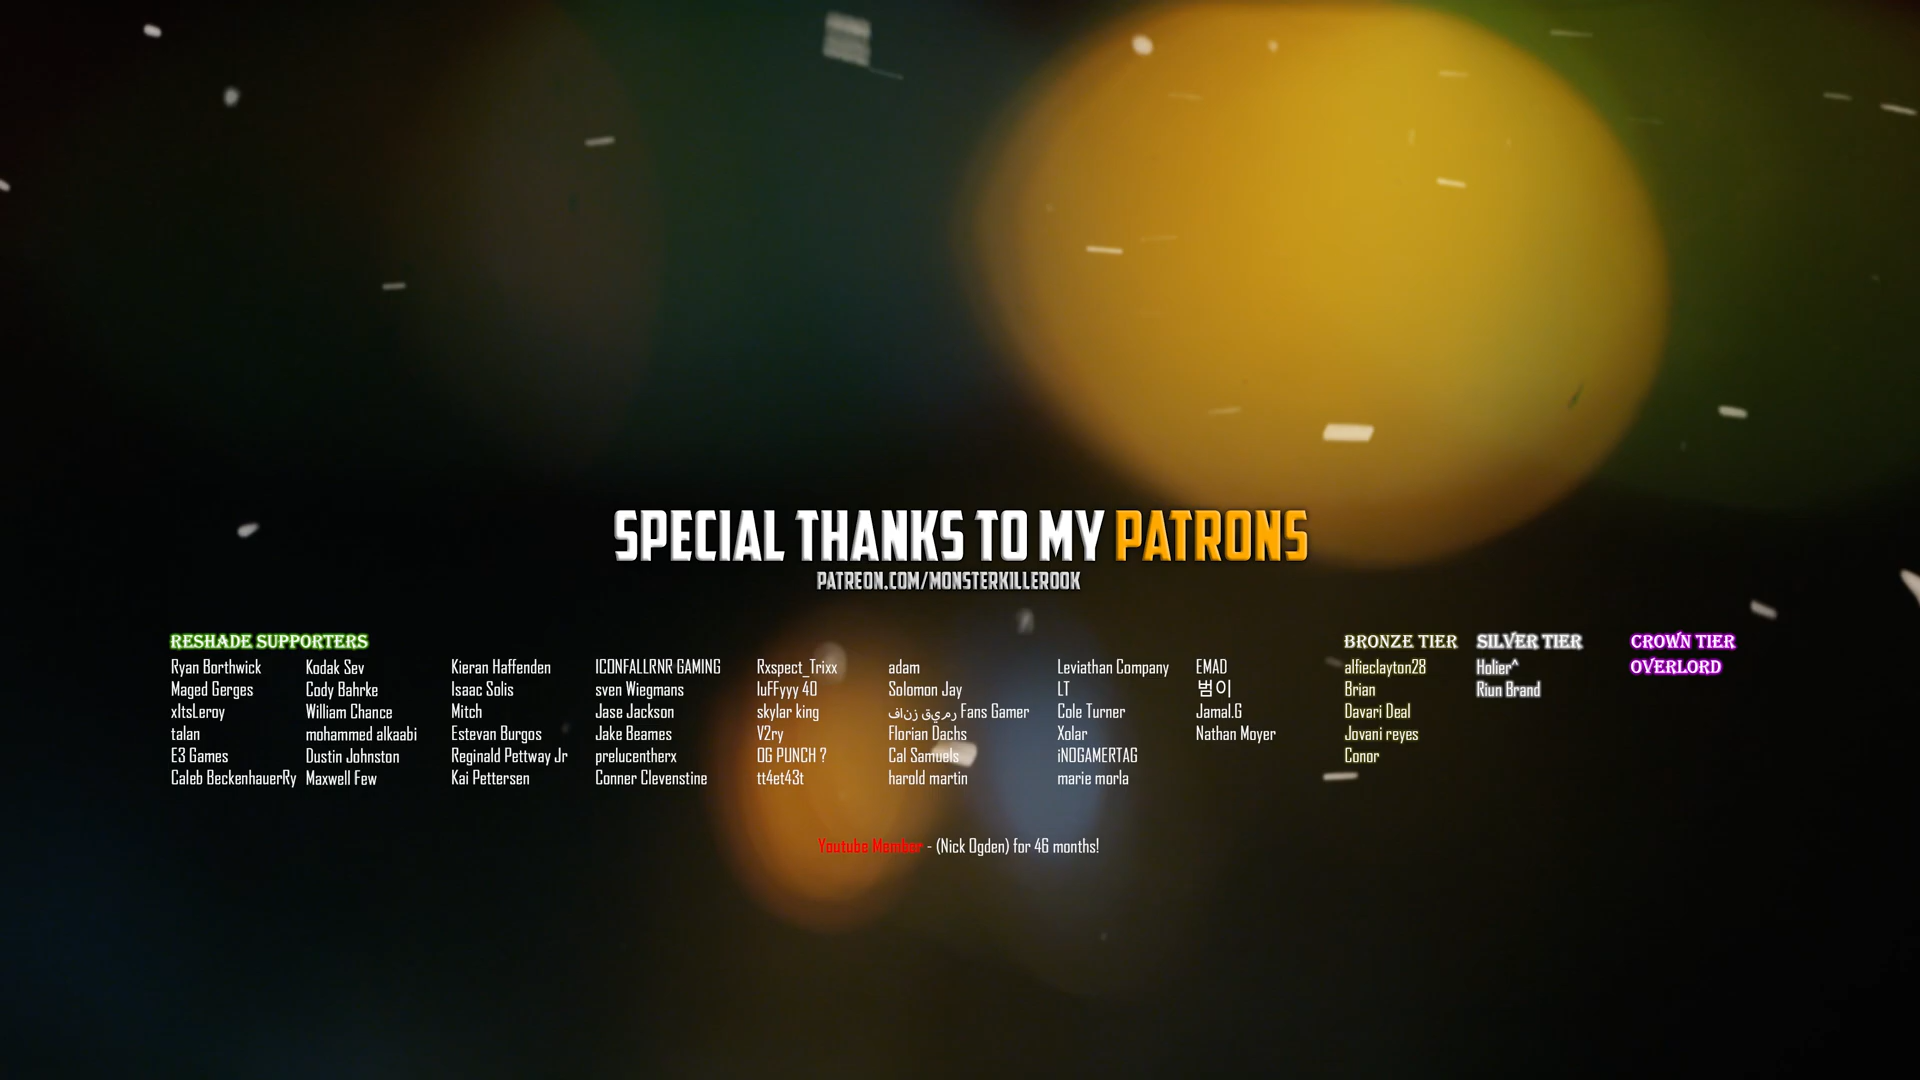 SPECIAL THANKS TO MY PATRONS
PATREON.COM/MONSTERKILLEROOK
RESHADE SUPPORTERS
Ryan Borthwick
Maged Gerges
xItsLeroy
talan
E3 Games
Caleb BeckenhauerRy
Kodak Sev
Cody Bahrke
William Chance
mohammed alkaabi
Dustin Johnston
Maxwell Few
Kieran Haffenden
Isaac Solis
Mitch
Estevan Burgos
Reginald Pettway Jr
Kai Pettersen
ICONFALLRNR GAMING
sven Wiegmans
Jase Jackson
Jake Beames
prelucentherx
Conner Clevenstine
Rxspect_Trixx
luFFyyy 40
skylar king
V2ry
OG PUNCH ?
tt4et43t
adam
Solomon Jay
فانز قيمر Fans Gamer
Florian Dachs
Cal Samuels
harold martin
Leviathan Company
LT
Cole Turner
Xolar
iNOGAMERTAG
marie morla
EMAD
범이
Jamal.G
Nathan Moyer
BRONZE TIER
alfieclayton28
Brian
Davari Deal
Jovani reyes
Conor
SILVER TIER
Holier^
Riun Brand
CROWN TIER
OVERLORD
Youtube Member - (Nick Ogden) for 46 months!